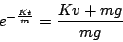 e^{-\frac{Kt}{m}} = \frac{Kv + mg}{mg}